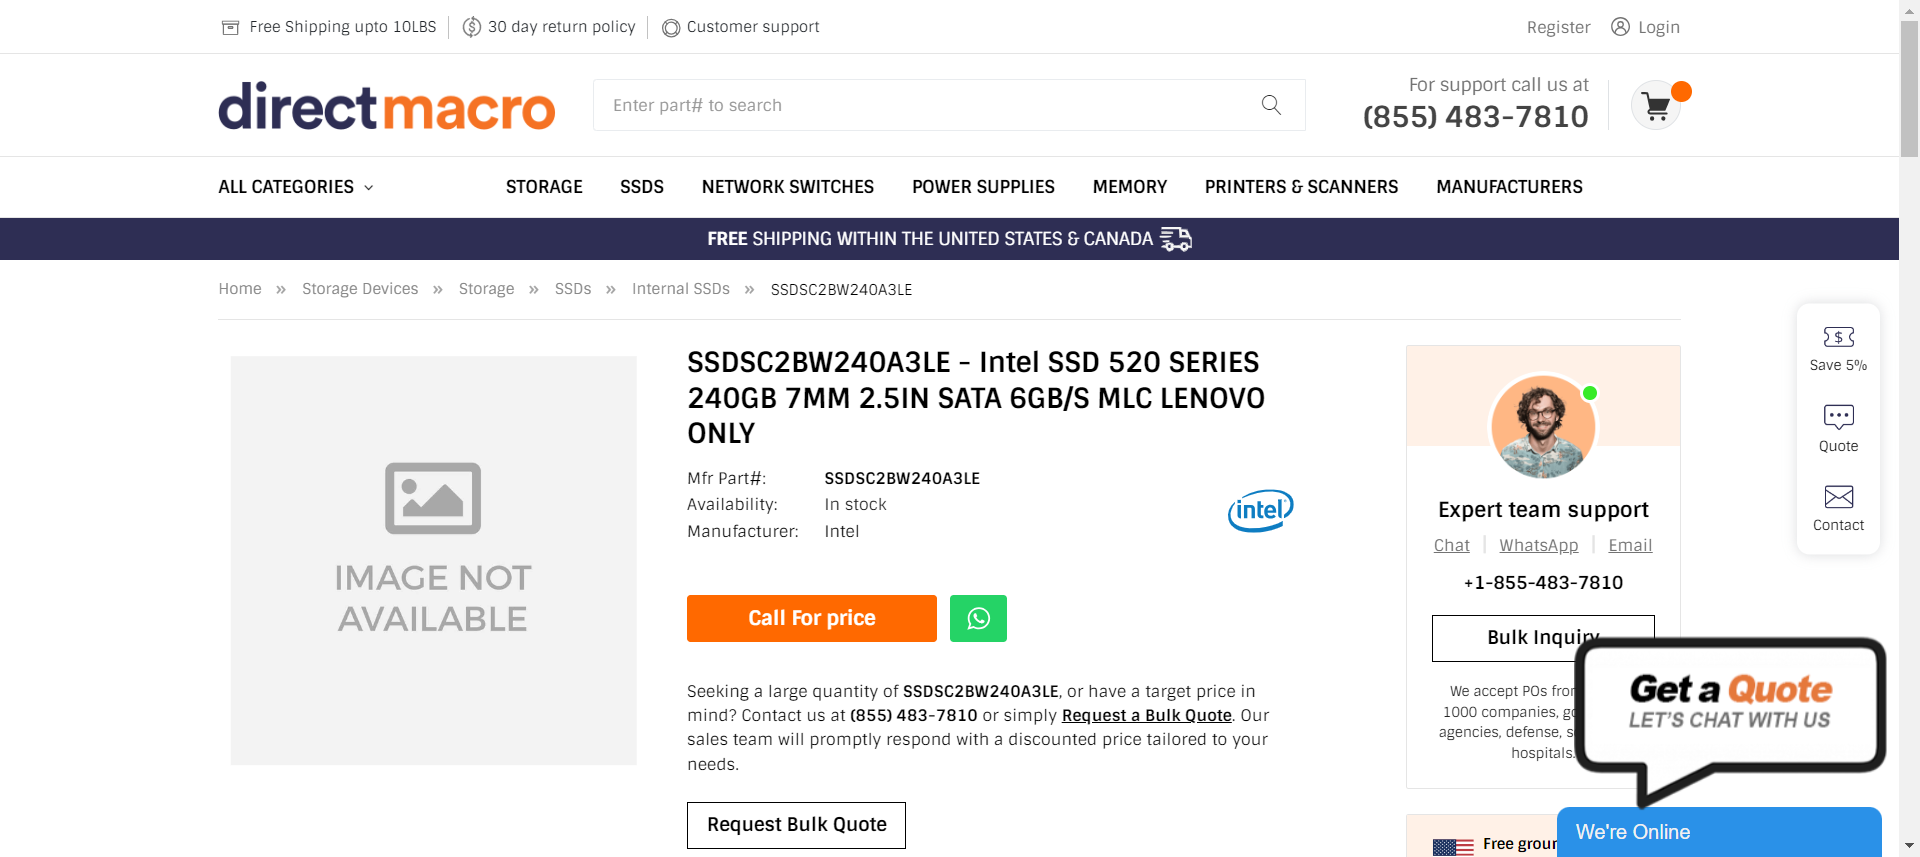 Free Shipping upto 10LBS
30 day return policy
Customer support
Register
Login
directmacro
Enter part# to search
For support call us at
(855) 483-7810
ALL CATEGORIES
STORAGE
SSDS
NETWORK SWITCHES
POWER SUPPLIES
MEMORY
PRINTERS & SCANNERS
MANUFACTURERS
FREE SHIPPING WITHIN THE UNITED STATES & CANADA
Home » Storage Devices » Storage » SSDs » Internal SSDs » SSDSC2BW240A3LE
IMAGE NOT
AVAILABLE
SSDSC2BW240A3LE - Intel SSD 520 SERIES
240GB 7MM 2.5IN SATA 6GB/S MLC LENOVO
ONLY
Mfr Part#: SSDSC2BW240A3LE
Availability: In stock
Manufacturer: Intel
intel
Call For price
Seeking a large quantity of SSDSC2BW240A3LE, or have a target price in
mind? Contact us at (855) 483-7810 or simply Request a Bulk Quote. Our
sales team will promptly respond with a discounted price tailored to your
needs.
Request Bulk Quote
Expert team support
Chat | WhatsApp | Email
+1-855-483-7810
Bulk Inquiry
We accept POs
1000 companies,
agencies, defense,
hospitals.
Free
Save 5%
Quote
Contact
Get a Quote
LET'S CHAT WITH US
We're Online